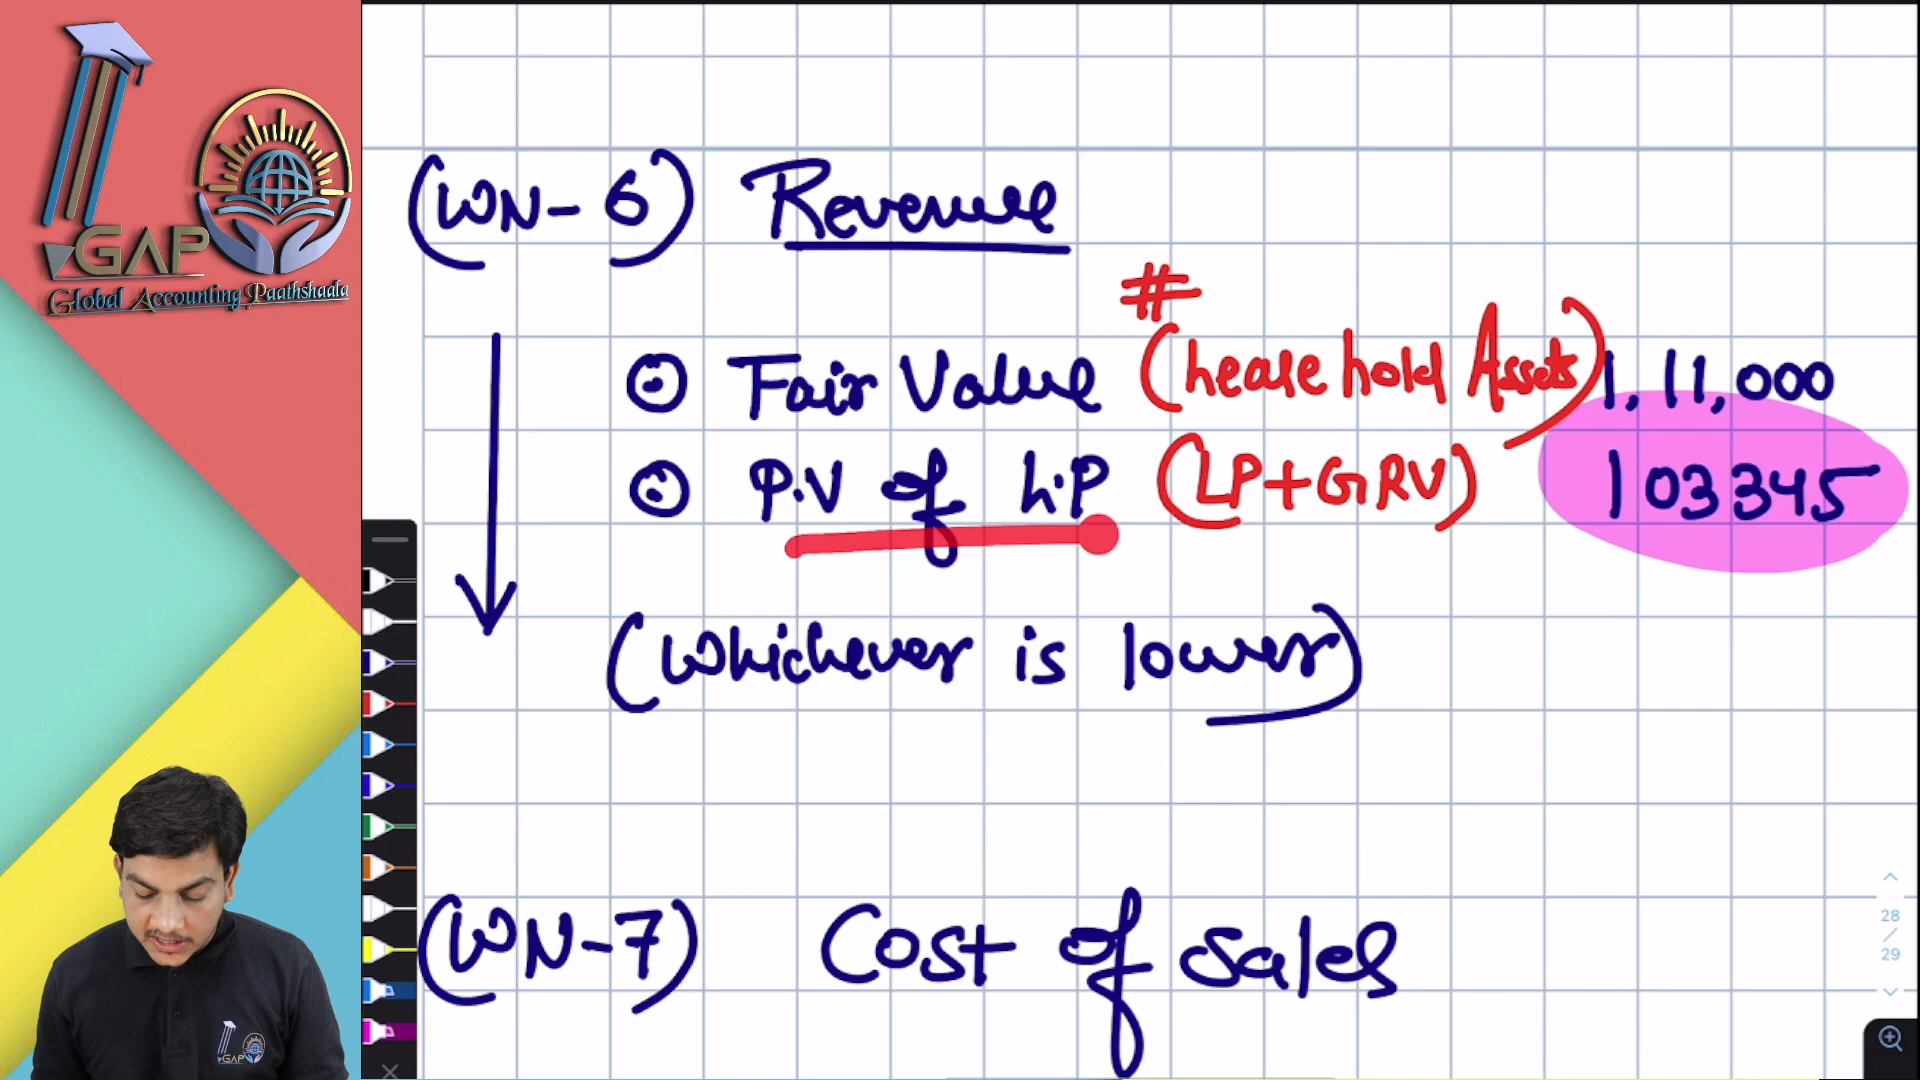 GAP
Global Accounting Paathshaala
(WN-6) Revenue
#
⊙ Fair Value (Lease hold Assets) 1,11,000
⊙ P.V of L.P (LP+GRV) 103345
(Whichever is lower)
(WN-7) Cost of Sales
28
/
29
GAP